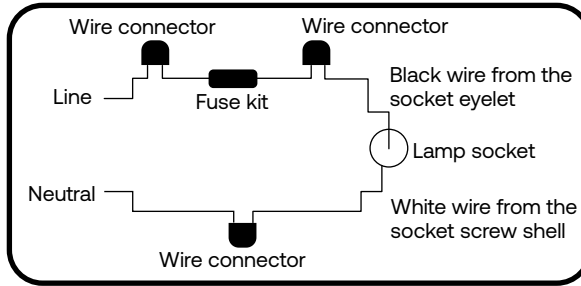 Wire connector
Wire connector
Line
Fuse kit
Black wire from the
socket eyelet
Lamp socket
Neutral
White wire from the
socket screw shell
Wire connector